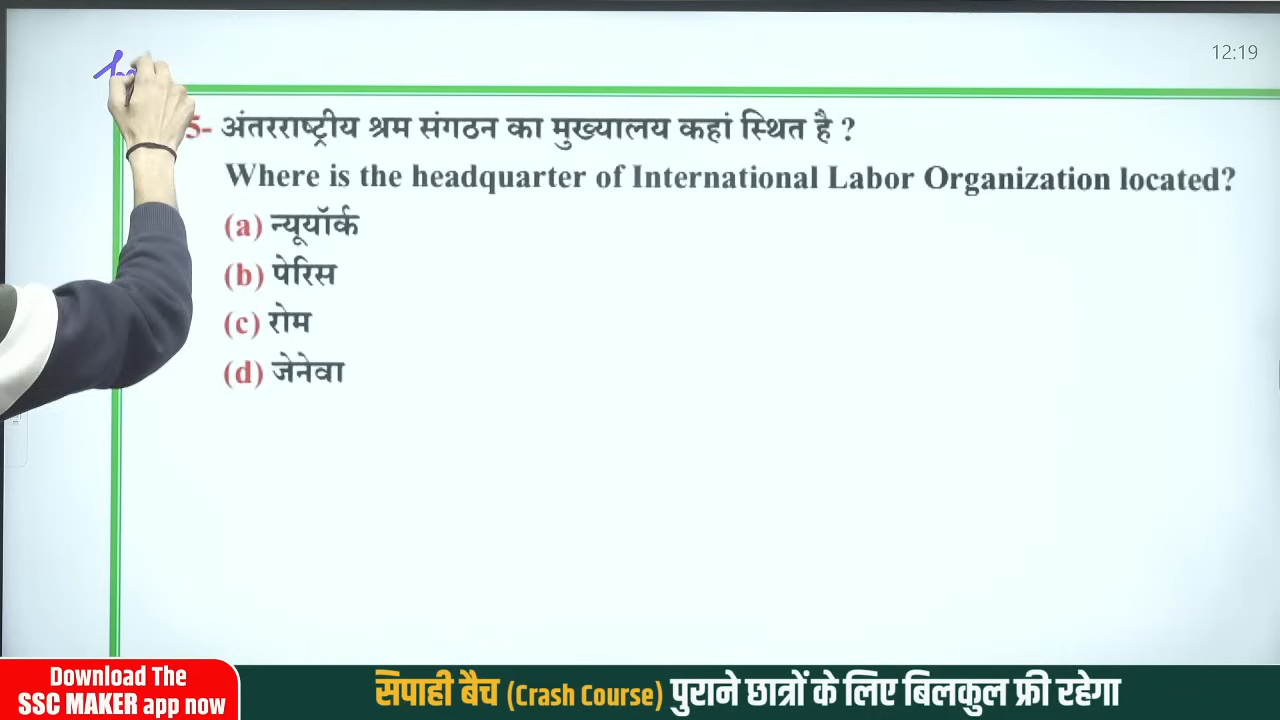 12:19
5- अंतरराष्ट्रीय श्रम संगठन का मुख्यालय कहां स्थित है ?
Where is the headquarter of International Labor Organization located?
(a) न्यूयॉर्क
(b) पेरिस
(c) रोम
(d) जेनेवा
Download The
SSC MAKER app now
सिपाही बैच (Crash Course) पुराने छात्रों के लिए बिलकुल फ्री रहेगा